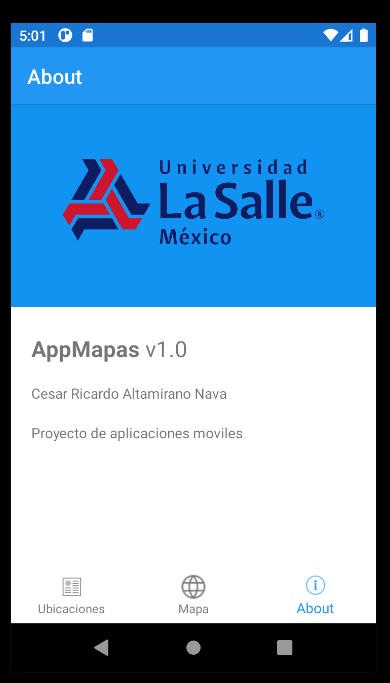 5:01
About
Universidad
La Salle®
México
AppMapas v1.0
Cesar Ricardo Altamirano Nava
Proyecto de aplicaciones moviles
Ubicaciones
Mapa
About